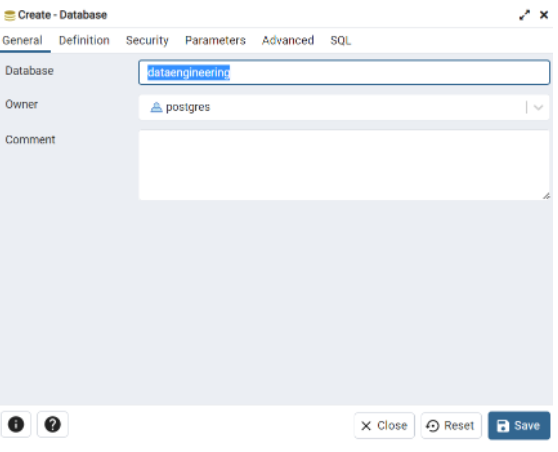 Create - Database
General Definition Security Parameters Advanced SQL
Database dataengineering
Owner postgres
Comment
Close Reset Save